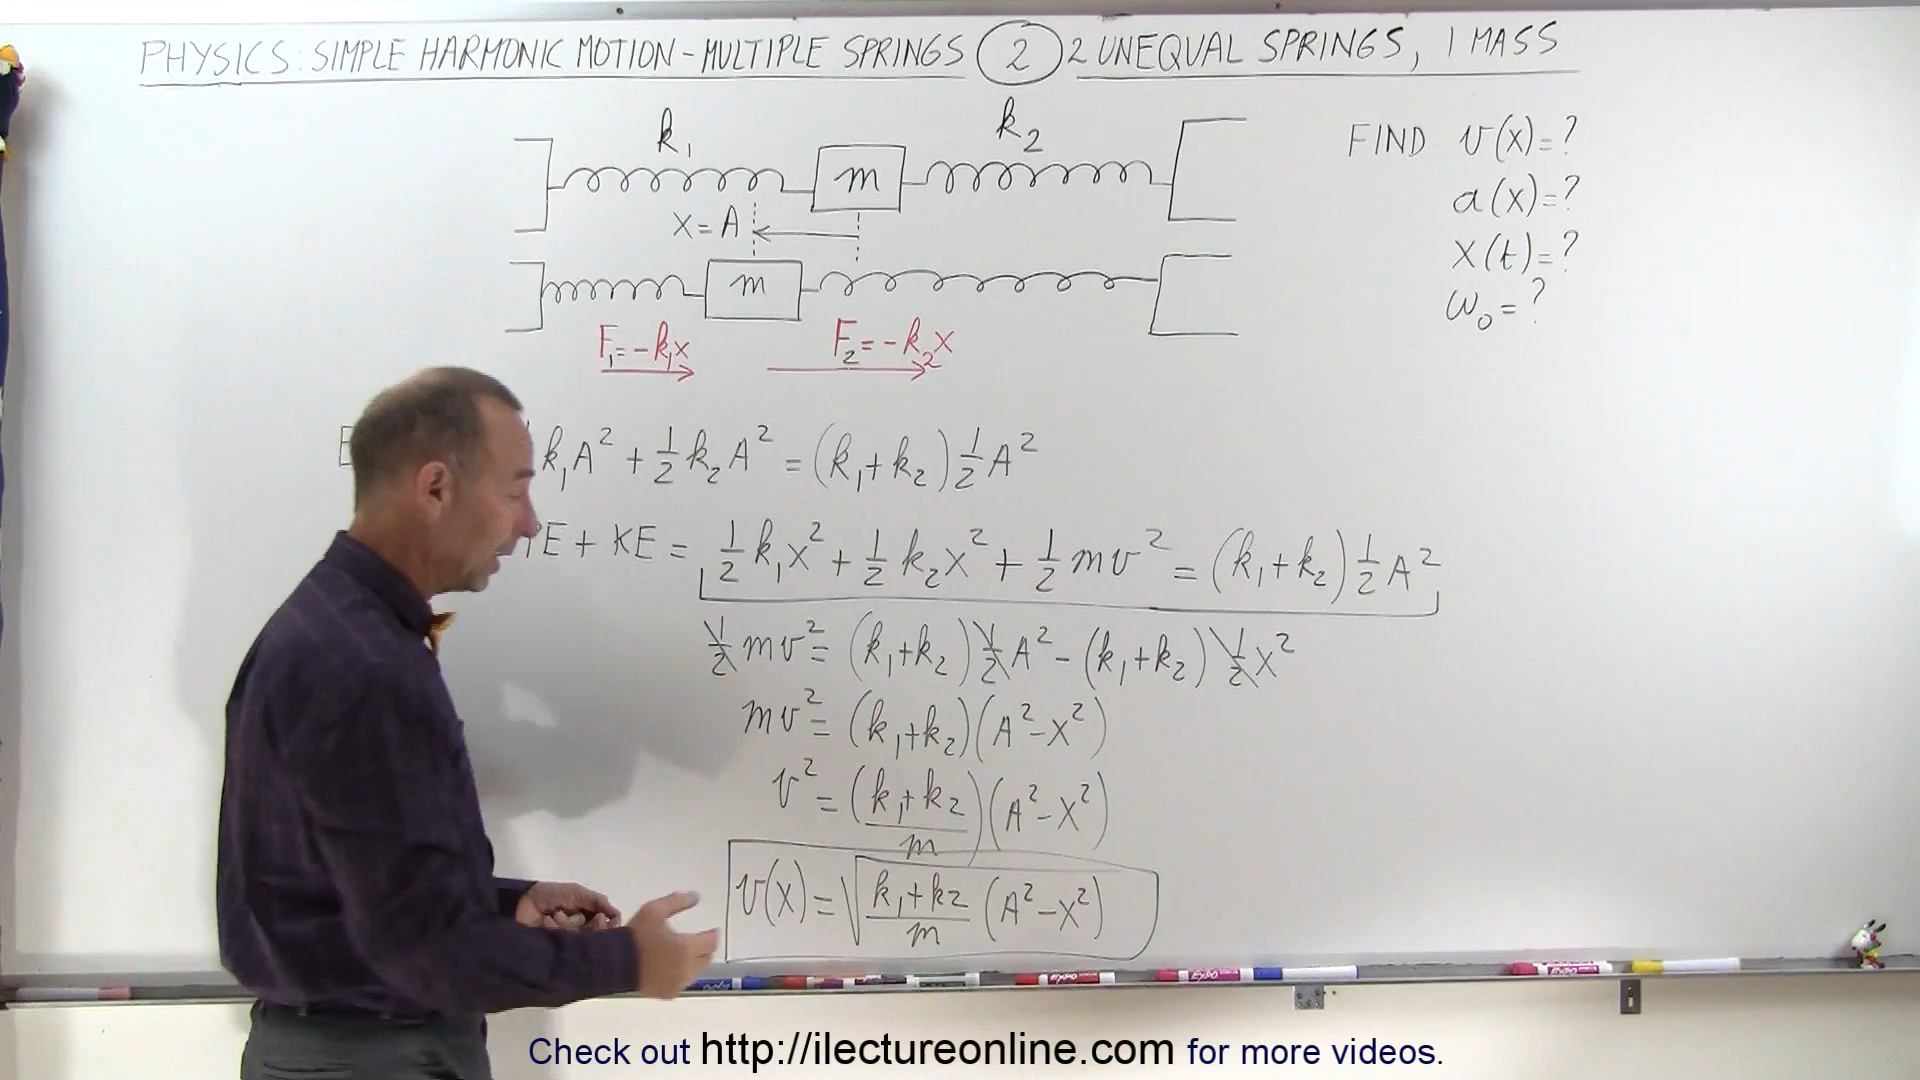 PHYSICS: SIMPLE HARMONIC MOTION - MULTIPLE SPRINGS (2) 2 UNEQUAL SPRINGS, 1 MASS
k₁ k₂
m
FIND v(x)=?
a(x)=?
x(t)=?
ω₀=?
x=A
m
F₁=-k₁x F₂=-k₂x
k₁A² + ½k₂A² = (k₁+k₂)½A²
E + KE = ½k₁x² + ½k₂x² + ½mv² = (k₁+k₂)½A²
½mv² = (k₁+k₂)½A² - (k₁+k₂)½x²
mv² = (k₁+k₂)(A²-x²)
v² = ((k₁+k₂)/m)(A²-x²)
v(x) = √((k₁+k₂)/m (A²-x²))
EXPO EXPO EXPO
Check out http://ilectureonline.com for more videos.